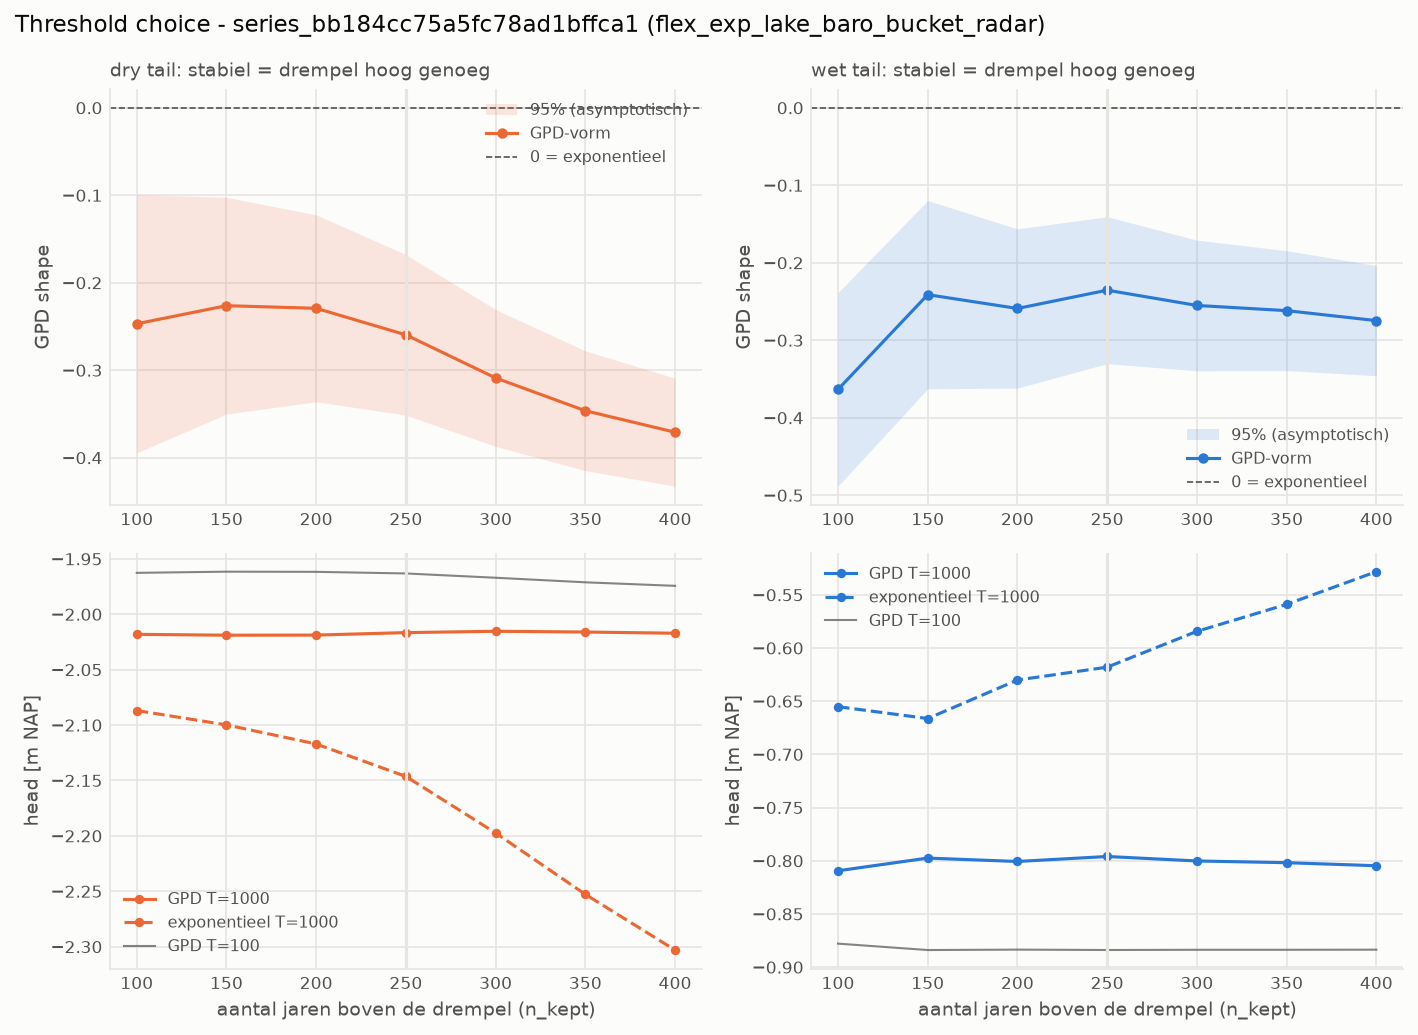 Threshold choice - series_bb184cc75a5fc78ad1bffca1 (flex_exp_lake_baro_bucket_radar)
dry tail: stabiel = drempel hoog genoeg
GPD shape
0.0
−0.1
−0.2
−0.3
−0.4
95% (asymptotisch)
GPD-vorm
0 = exponentieel
100 150 200 250 300 350 400
wet tail: stabiel = drempel hoog genoeg
GPD shape
0.0
−0.1
−0.2
−0.3
−0.4
−0.5
95% (asymptotisch)
GPD-vorm
0 = exponentieel
100 150 200 250 300 350 400
head [m NAP]
−1.95
−2.00
−2.05
−2.10
−2.15
−2.20
−2.25
−2.30
GPD T=1000
exponentieel T=1000
GPD T=100
100 150 200 250 300 350 400
aantal jaren boven de drempel (n_kept)
head [m NAP]
−0.55
−0.60
−0.65
−0.70
−0.75
−0.80
−0.85
−0.90
GPD T=1000
exponentieel T=1000
GPD T=100
100 150 200 250 300 350 400
aantal jaren boven de drempel (n_kept)